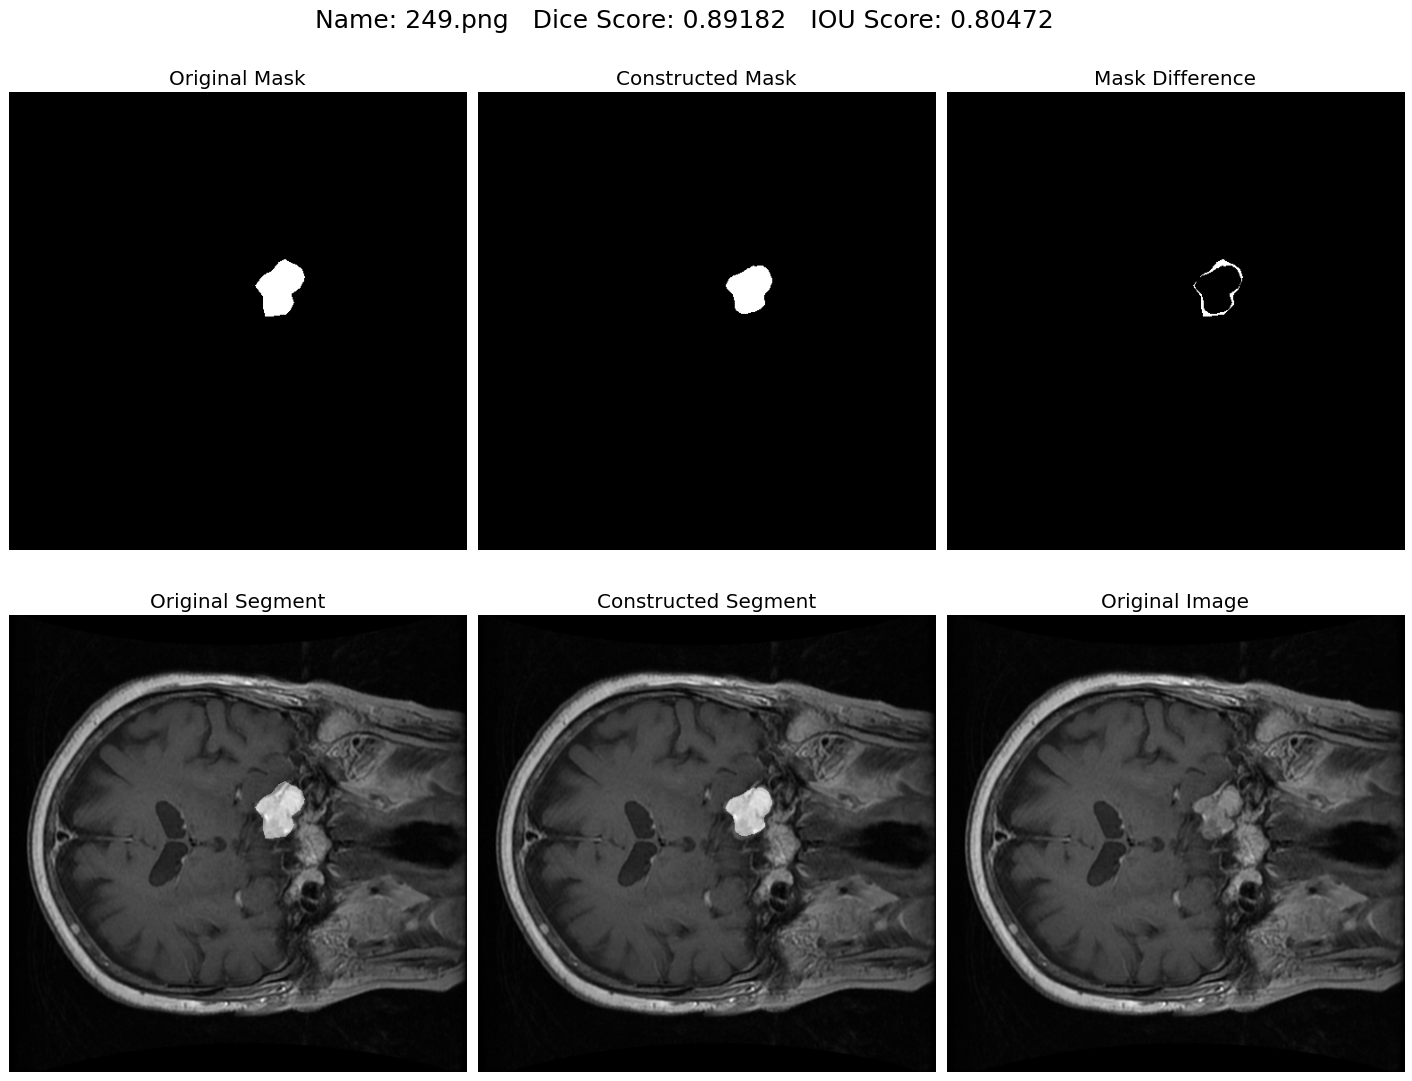 Name: 249.png   Dice Score: 0.89182   IOU Score: 0.80472
Original Mask
Constructed Mask
Mask Difference
Original Segment
Constructed Segment
Original Image